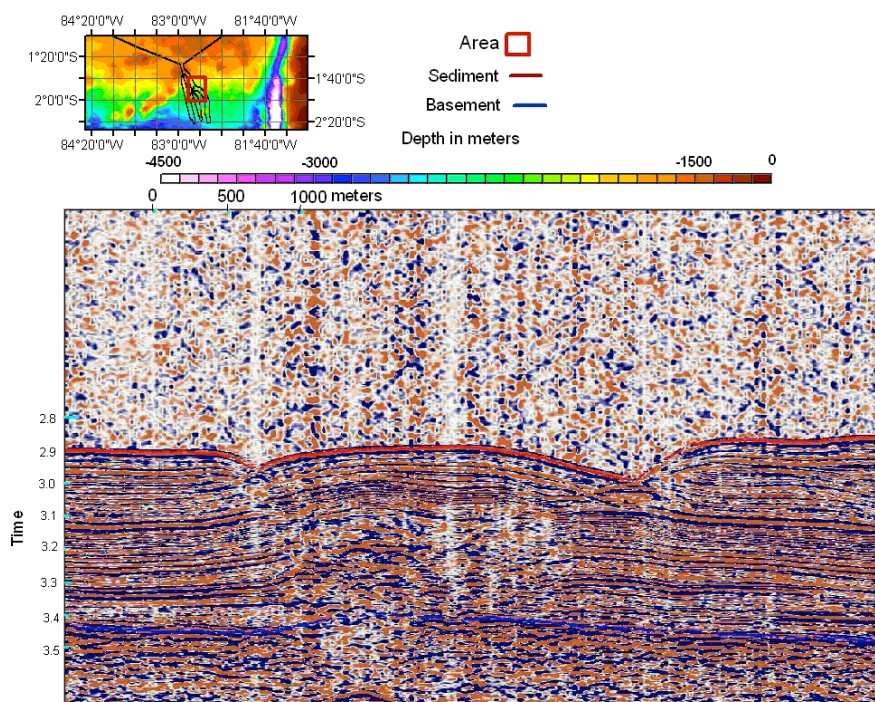 84°20'0"W 83°00'0"W 81°40'0"W
1°20'0"S
1°40'0"S
2°00'0"S
2°20'0"S
84°20'0"W 83°00'0"W 81°40'0"W
Area
Sediment
Basement
Depth in meters
-4500 -3000 -1500 0
0 500 1000 meters
2.8
2.9
3.0
3.1
3.2
3.3
3.4
3.5
Time